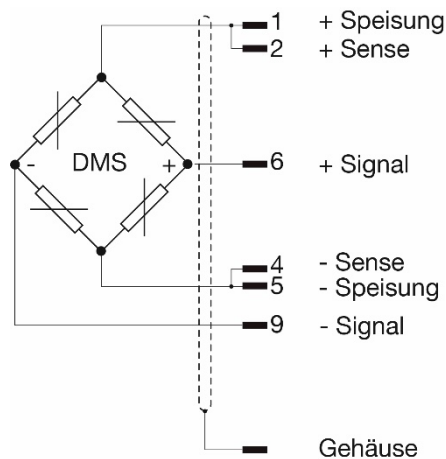 1 + Speisung
2 + Sense
- DMS +
6 + Signal
4 - Sense
5 - Speisung
9 - Signal
Gehäuse